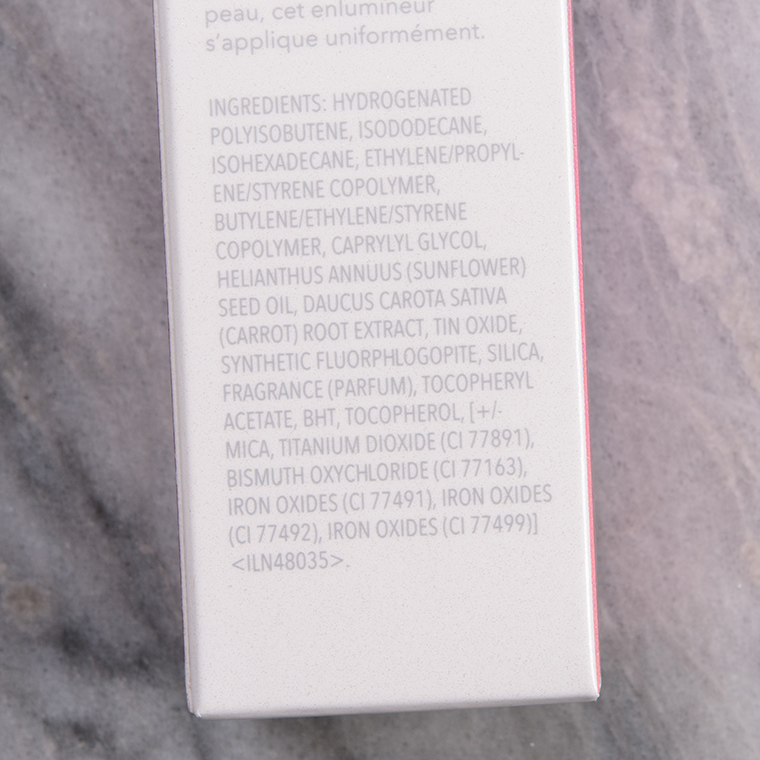 peau, cet enlumineur
s'applique uniformément.
INGREDIENTS: HYDROGENATED
POLYISOBUTENE, ISODODECANE,
ISOHEXADECANE, ETHYLENE/PROPYL-
ENE/STYRENE COPOLYMER,
BUTYLENE/ETHYLENE/STYRENE
COPOLYMER, CAPRYLYL GLYCOL,
HELIANTHUS ANNUUS (SUNFLOWER)
SEED OIL, DAUCUS CAROTA SATIVA
(CARROT) ROOT EXTRACT, TIN OXIDE,
SYNTHETIC FLUORPHLOGOPITE, SILICA,
FRAGRANCE (PARFUM), TOCOPHERYL
ACETATE, BHT, TOCOPHEROL, [+/-
MICA, TITANIUM DIOXIDE (CI 77891),
BISMUTH OXYCHLORIDE (CI 77163),
IRON OXIDES (CI 77491), IRON OXIDES
(CI 77492), IRON OXIDES (CI 77499)]
<ILN48035>.